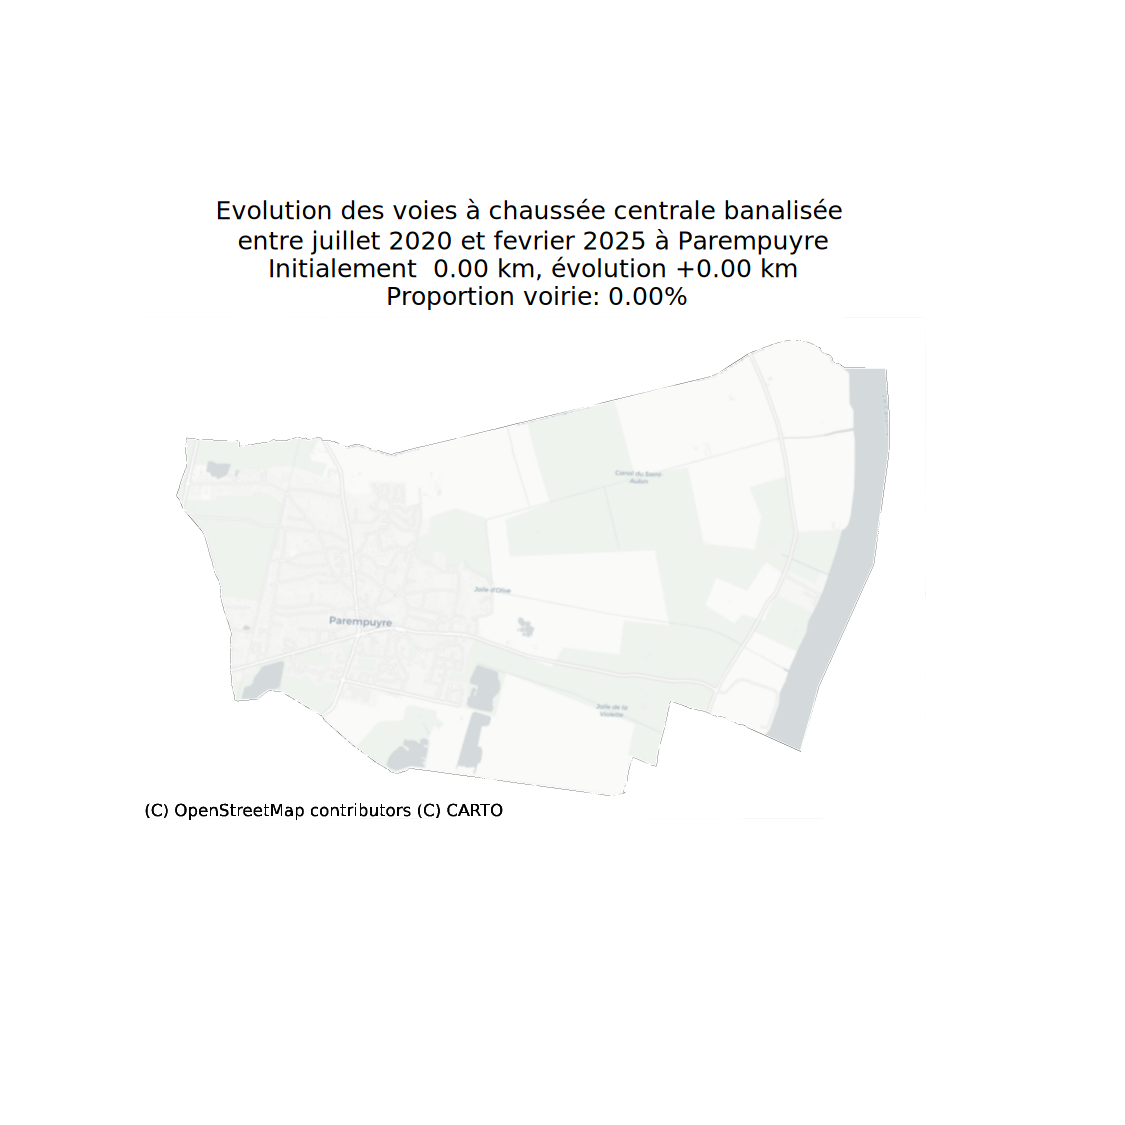 Evolution des voies à chaussée centrale banalisée
entre juillet 2020 et fevrier 2025 à Parempuyre
Initialement  0.00 km, évolution +0.00 km
Proportion voirie: 0.00%
Canal du Saint-
Aubin
Jalle d'Olive
Parempuyre
Jalle de la
Violette
(C) OpenStreetMap contributors (C) CARTO